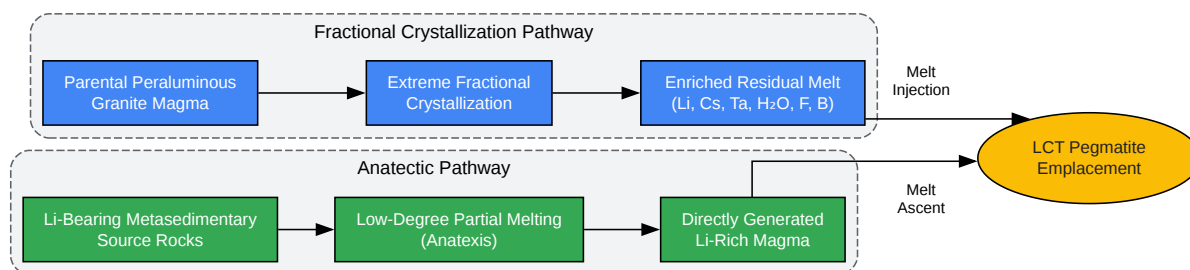 Fractional Crystallization Pathway
Parental Peraluminous
Granite Magma
Extreme Fractional
Crystallization
Enriched Residual Melt
(Li, Cs, Ta, H₂O, F, B)
Melt
Injection
LCT Pegmatite
Emplacement
Anatectic Pathway
Li-Bearing Metasedimentary
Source Rocks
Low-Degree Partial Melting
(Anatexis)
Directly Generated
Li-Rich Magma
Melt
Ascent